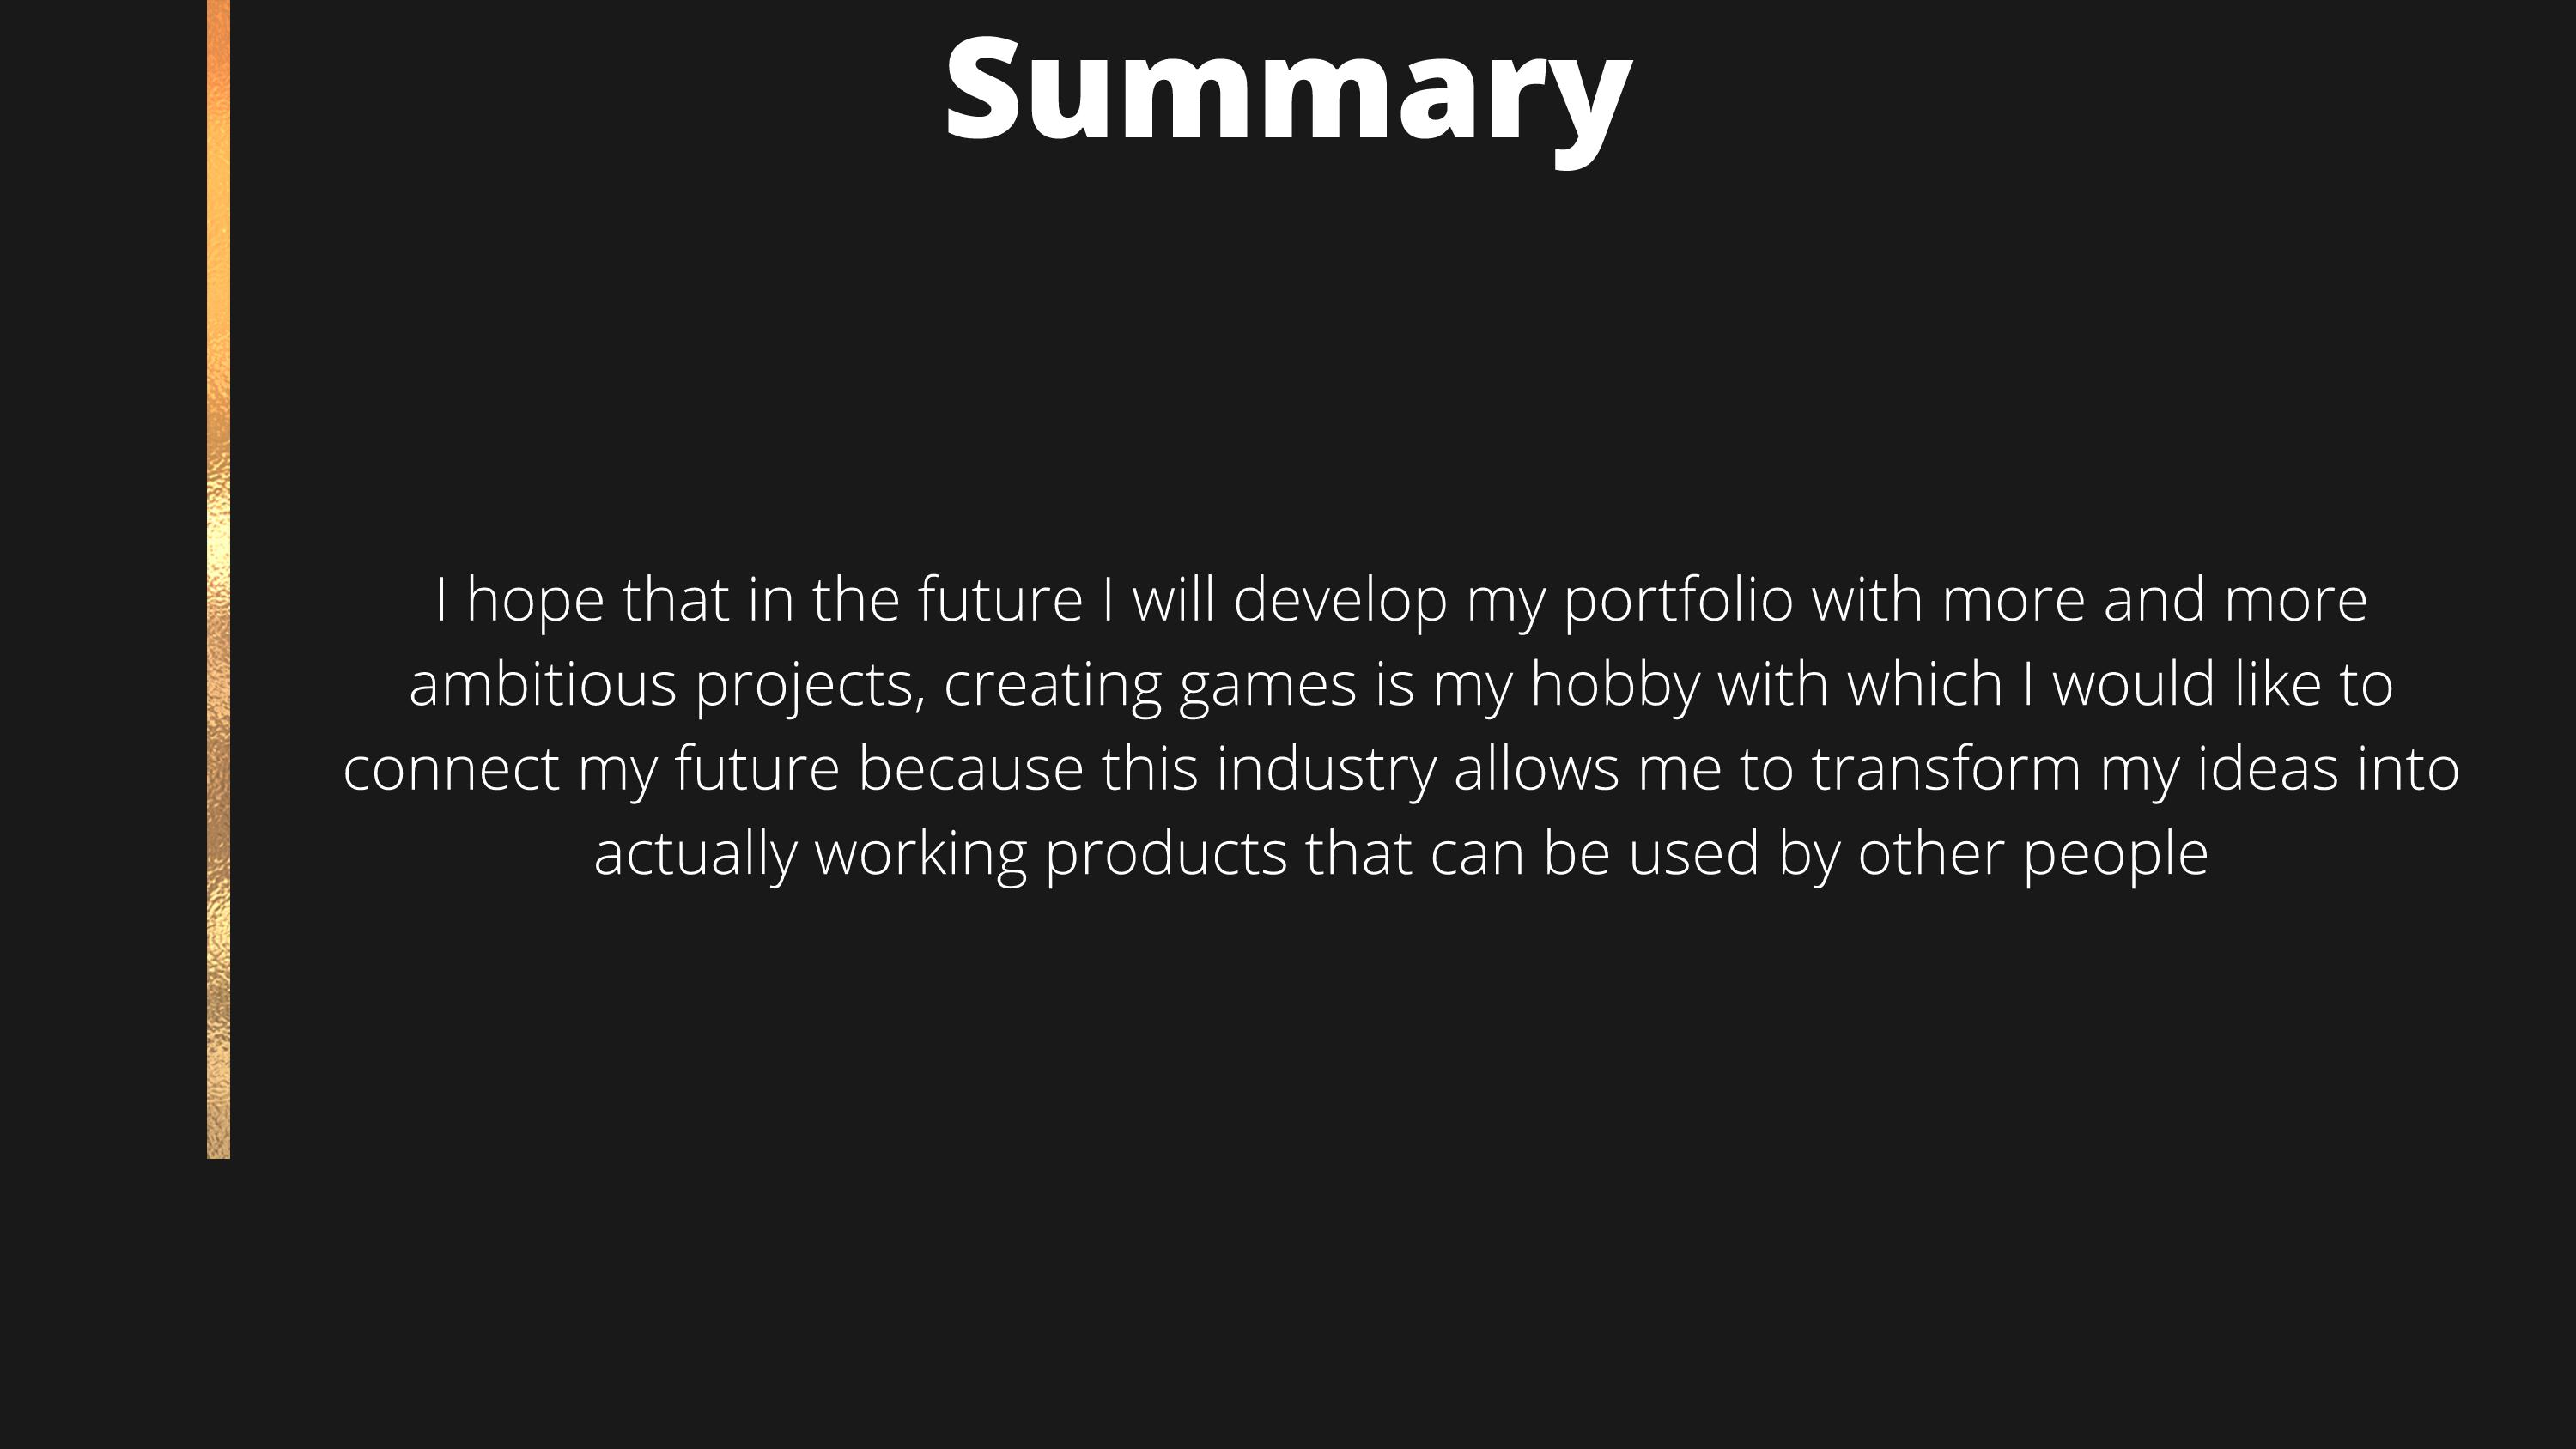 Summary
I hope that in the future I will develop my portfolio with more and more
ambitious projects, creating games is my hobby with which I would like to
connect my future because this industry allows me to transform my ideas into
actually working products that can be used by other people